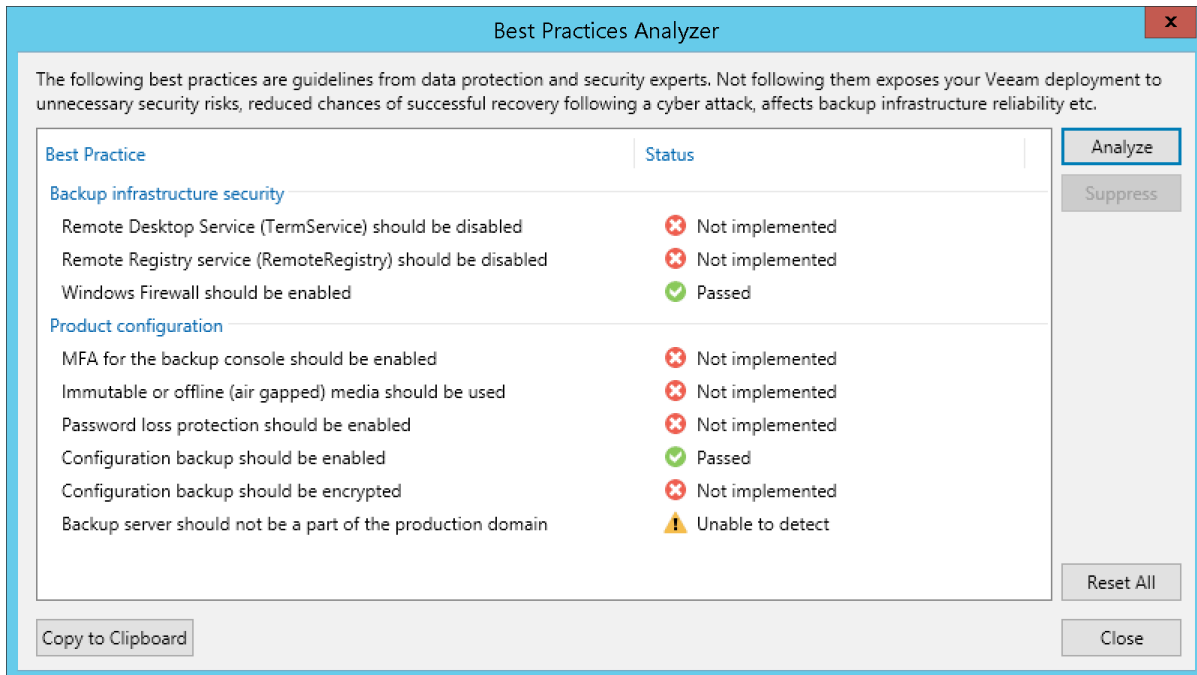 Best Practices Analyzer
x
The following best practices are guidelines from data protection and security experts. Not following them exposes your Veeam deployment to
unnecessary security risks, reduced chances of successful recovery following a cyber attack, affects backup infrastructure reliability etc.
Best Practice Status
Analyze
Suppress
Backup infrastructure security
Remote Desktop Service (TermService) should be disabled Not implemented
Remote Registry service (RemoteRegistry) should be disabled Not implemented
Windows Firewall should be enabled Passed
Product configuration
MFA for the backup console should be enabled Not implemented
Immutable or offline (air gapped) media should be used Not implemented
Password loss protection should be enabled Not implemented
Configuration backup should be enabled Passed
Configuration backup should be encrypted Not implemented
Backup server should not be a part of the production domain Unable to detect
Reset All
Copy to Clipboard Close